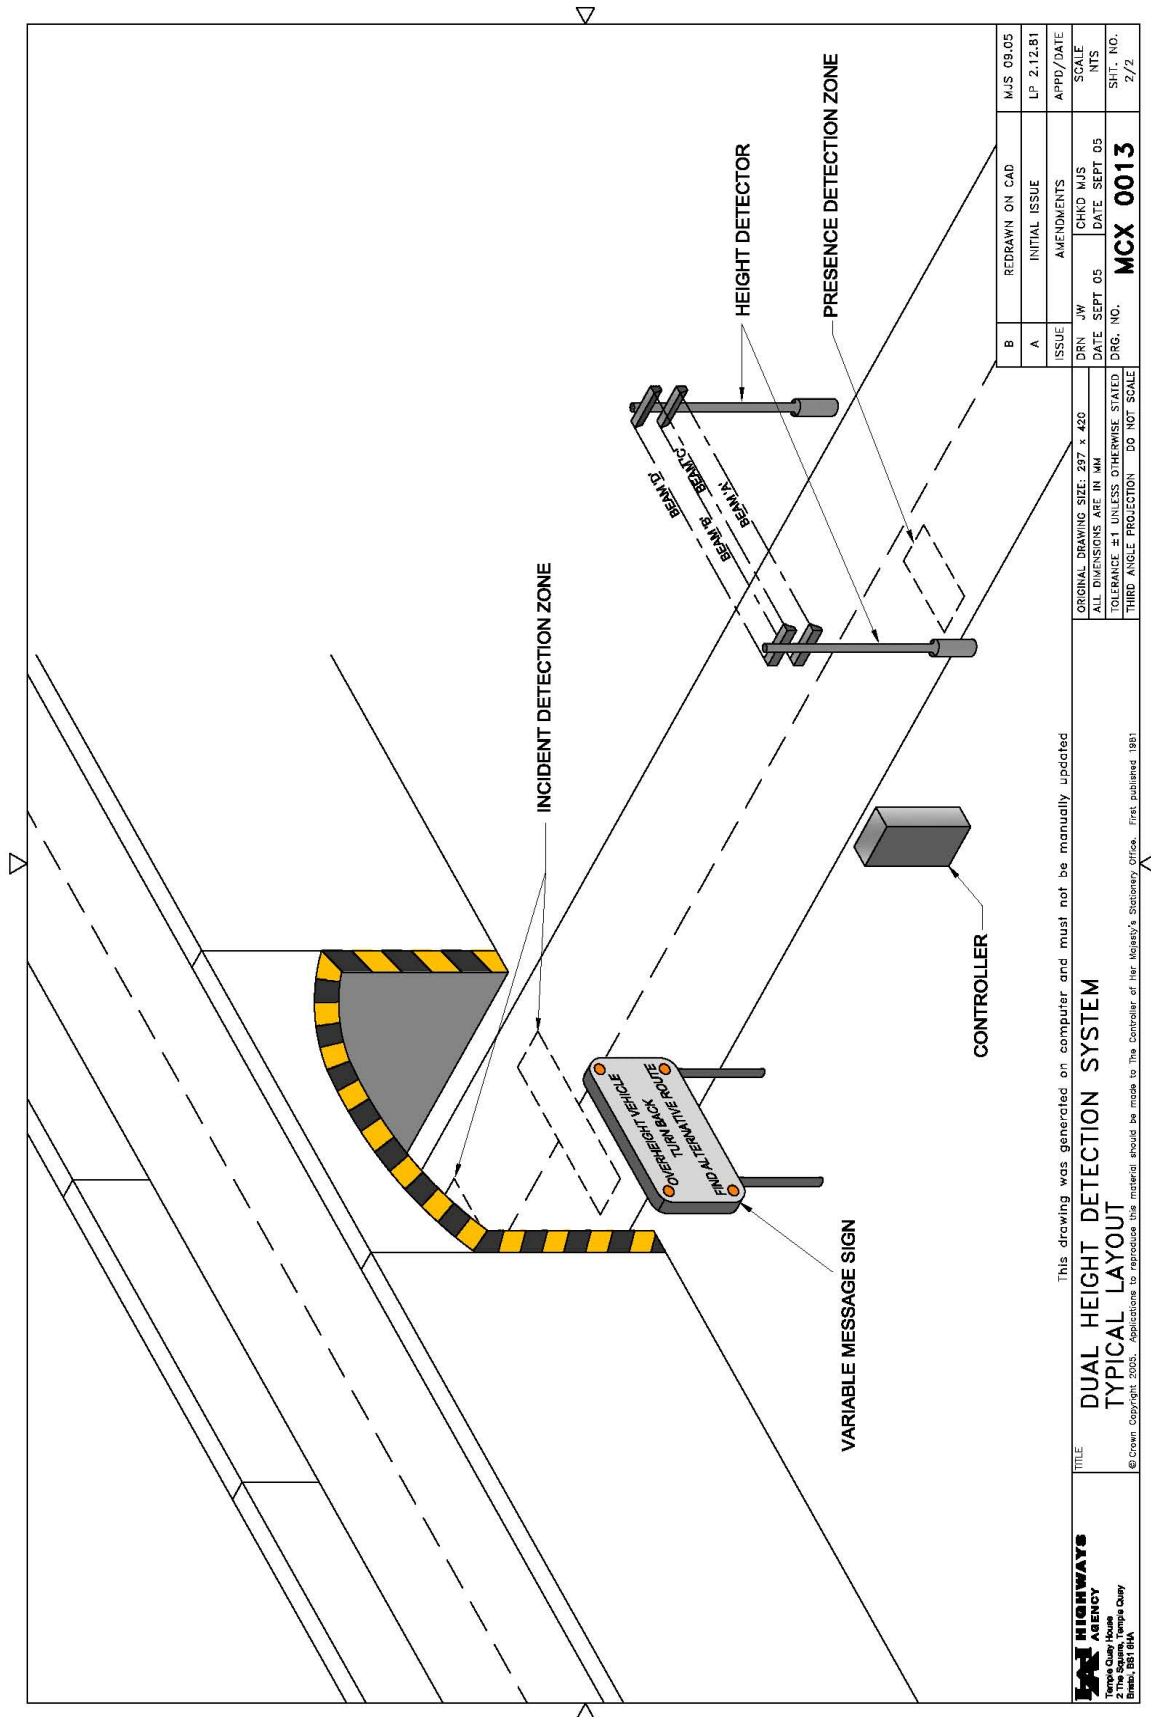 INCIDENT DETECTION ZONE
HEIGHT DETECTOR
PRESENCE DETECTION ZONE
BEAM 'D'
BEAM 'B'
BEAM 'C'
BEAM 'A'
OVERHEIGHT VEHICLE
TURN BACK
FIND ALTERNATIVE ROUTE
VARIABLE MESSAGE SIGN
CONTROLLER
This drawing was generated on computer and must not be manually updated
B REDRAWN ON CAD MJS 09.05
A INITIAL ISSUE LP 2.12.81
ISSUE AMENDMENTS APPD/DATE
HIGHWAYS
AGENCY
Temple Quay House
2 The Square, Temple Quay
Bristol, BS1 6HA
TITLE
DUAL HEIGHT DETECTION SYSTEM
TYPICAL LAYOUT
© Crown Copyright 2005. Applications to reproduce this material should be made to The Controller of Her Majesty's Stationery Office. First published 1981
ORIGINAL DRAWING SIZE: 297 x 420
ALL DIMENSIONS ARE IN MM
TOLERANCE ±1 UNLESS OTHERWISE STATED
THIRD ANGLE PROJECTION DO NOT SCALE
DRN JW CHKD MJS
DATE SEPT 05 DATE SEPT 05
SCALE
NTS
DRG. NO. MCX 0013
SHT. NO.
2/2